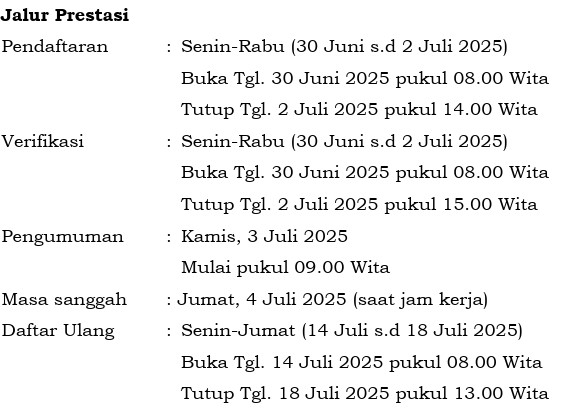 Jalur Prestasi
Pendaftaran : Senin-Rabu (30 Juni s.d 2 Juli 2025)
Buka Tgl. 30 Juni 2025 pukul 08.00 Wita
Tutup Tgl. 2 Juli 2025 pukul 14.00 Wita
Verifikasi : Senin-Rabu (30 Juni s.d 2 Juli 2025)
Buka Tgl. 30 Juni 2025 pukul 08.00 Wita
Tutup Tgl. 2 Juli 2025 pukul 15.00 Wita
Pengumuman : Kamis, 3 Juli 2025
Mulai pukul 09.00 Wita
Masa sanggah : Jumat, 4 Juli 2025 (saat jam kerja)
Daftar Ulang : Senin-Jumat (14 Juli s.d 18 Juli 2025)
Buka Tgl. 14 Juli 2025 pukul 08.00 Wita
Tutup Tgl. 18 Juli 2025 pukul 13.00 Wita